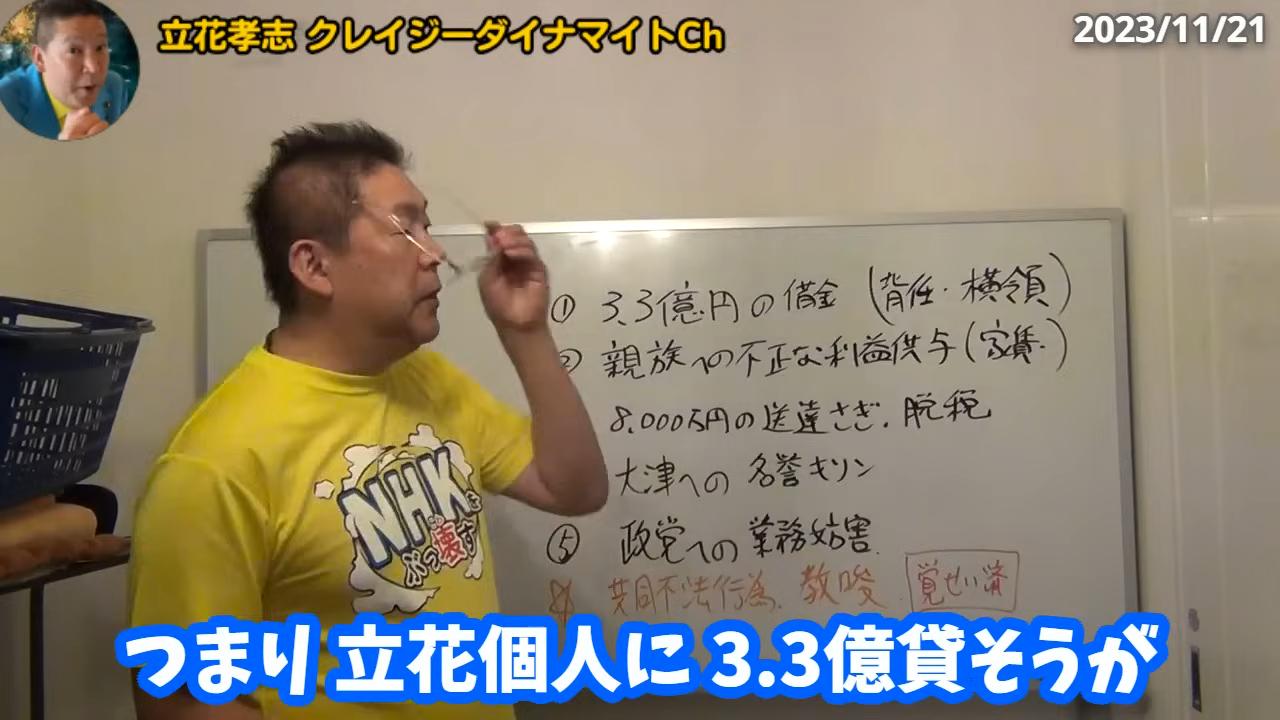 立花孝志 クレイジーダイナマイトCh
2023/11/21
① 3.3億円の借金 (背任・横領)
② 親族への不正な利益供与(家賃・)
8.000万円の送達さぎ.脱税
大津への 名誉キソン
⑤ 政党への業務妨害.
※ 共同不法行為. 教唆. 覚せい済
NHKを
ぶっ壊す
つまり 立花個人に 3.3億貸そうが